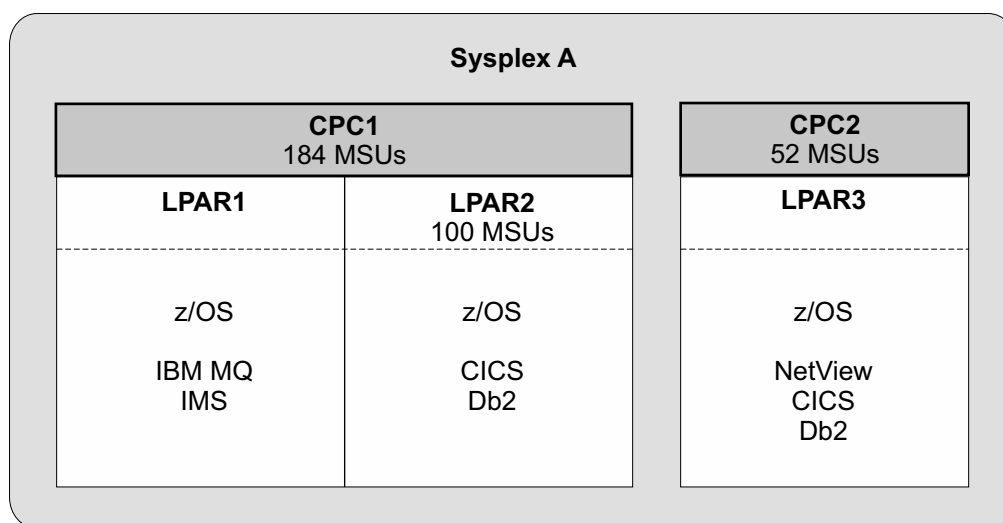 Sysplex A
CPC1
184 MSUs
LPAR1
z/OS
IBM MQ
IMS
LPAR2
100 MSUs
z/OS
CICS
Db2
CPC2
52 MSUs
LPAR3
z/OS
NetView
CICS
Db2